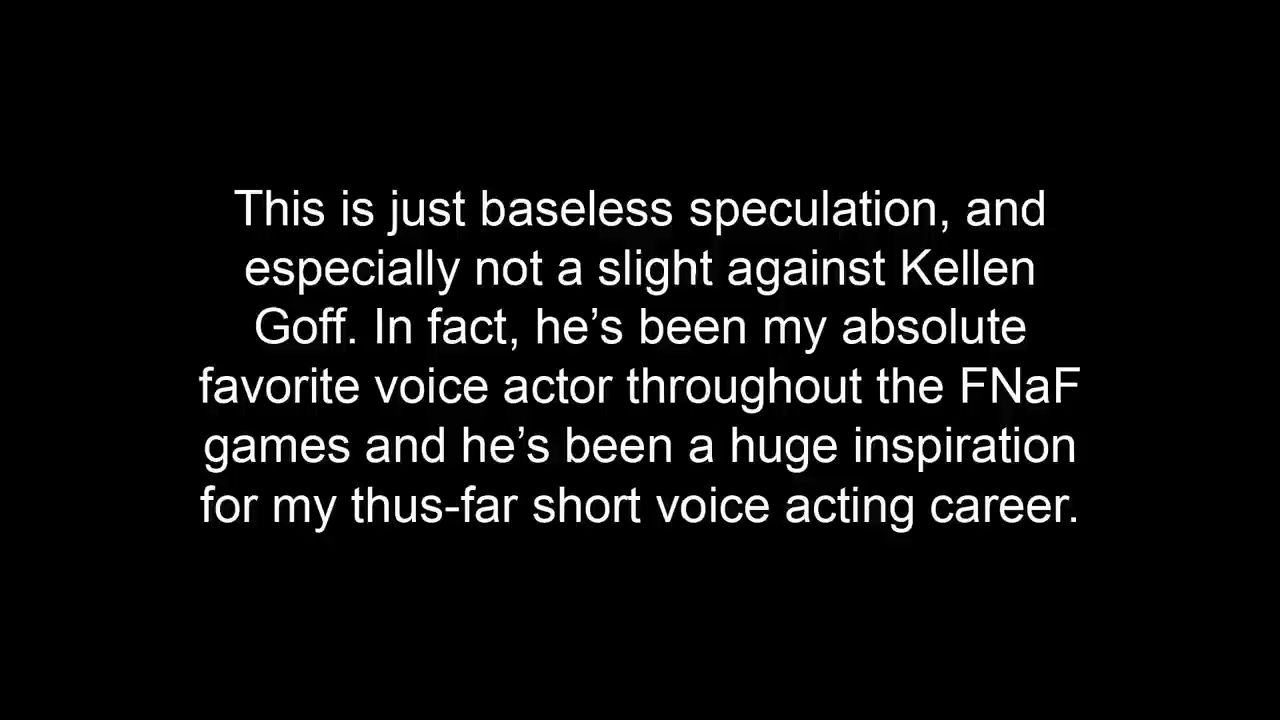 This is just baseless speculation, and
especially not a slight against Kellen
Goff. In fact, he’s been my absolute
favorite voice actor throughout the FNaF
games and he’s been a huge inspiration
for my thus-far short voice acting career.